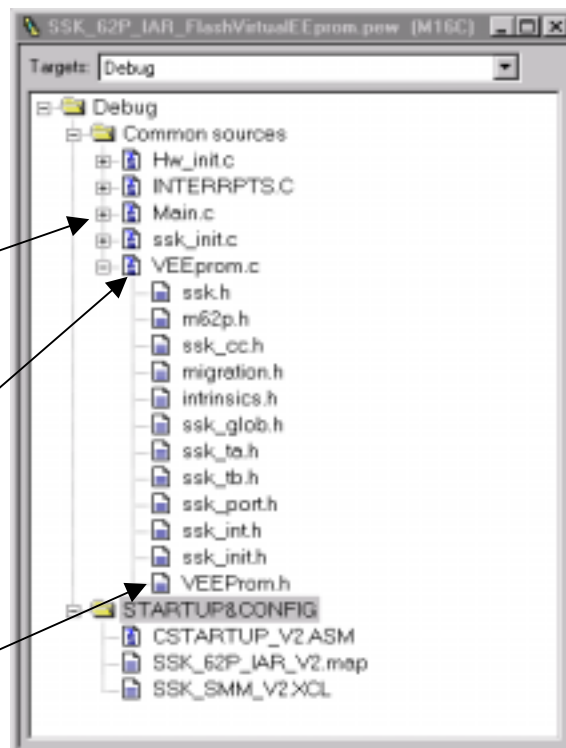 SSK_62P_IAR_FlashVirtualEEprom.pew (M16C)
Targets: Debug
Debug
Common sources
Hw_init.c
INTERRPTS.C
Main.c
ssk_init.c
VEEprom.c
ssk.h
m62p.h
ssk_cc.h
migration.h
intrinsics.h
ssk_glob.h
ssk_ta.h
ssk_tb.h
ssk_port.h
ssk_int.h
ssk_init.h
VEEProm.h
STARTUP&CONFIG
CSTARTUP_V2.ASM
SSK_62P_IAR_V2.map
SSK_SMM_V2.XCL